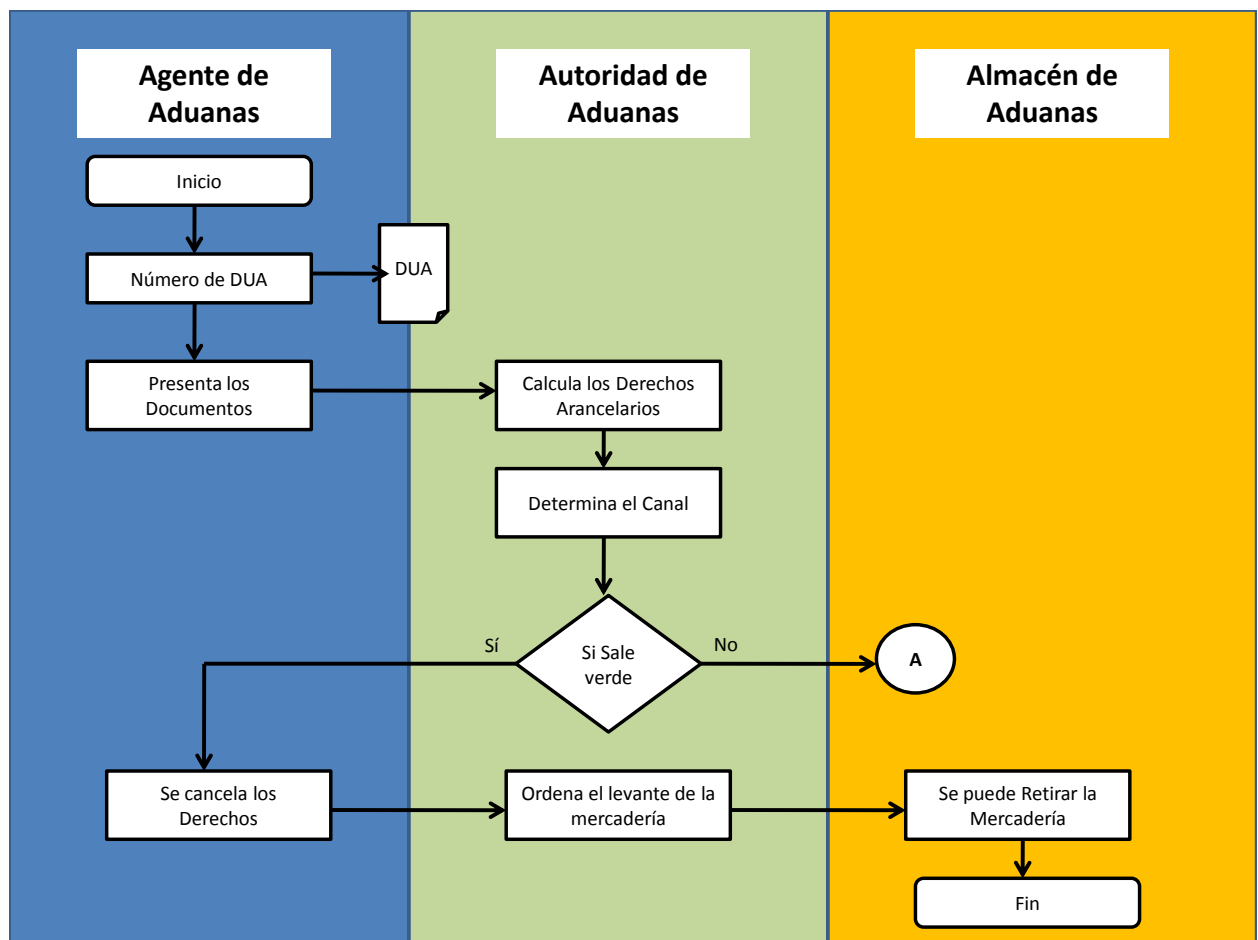 Agente de
Aduanas
Autoridad de
Aduanas
Almacén de
Aduanas
Inicio
Número de DUA
DUA
Presenta los
Documentos
Calcula los Derechos
Arancelarios
Determina el Canal
Sí
Si Sale
verde
No
A
Se cancela los
Derechos
Ordena el levante de la
mercadería
Se puede Retirar la
Mercadería
Fin